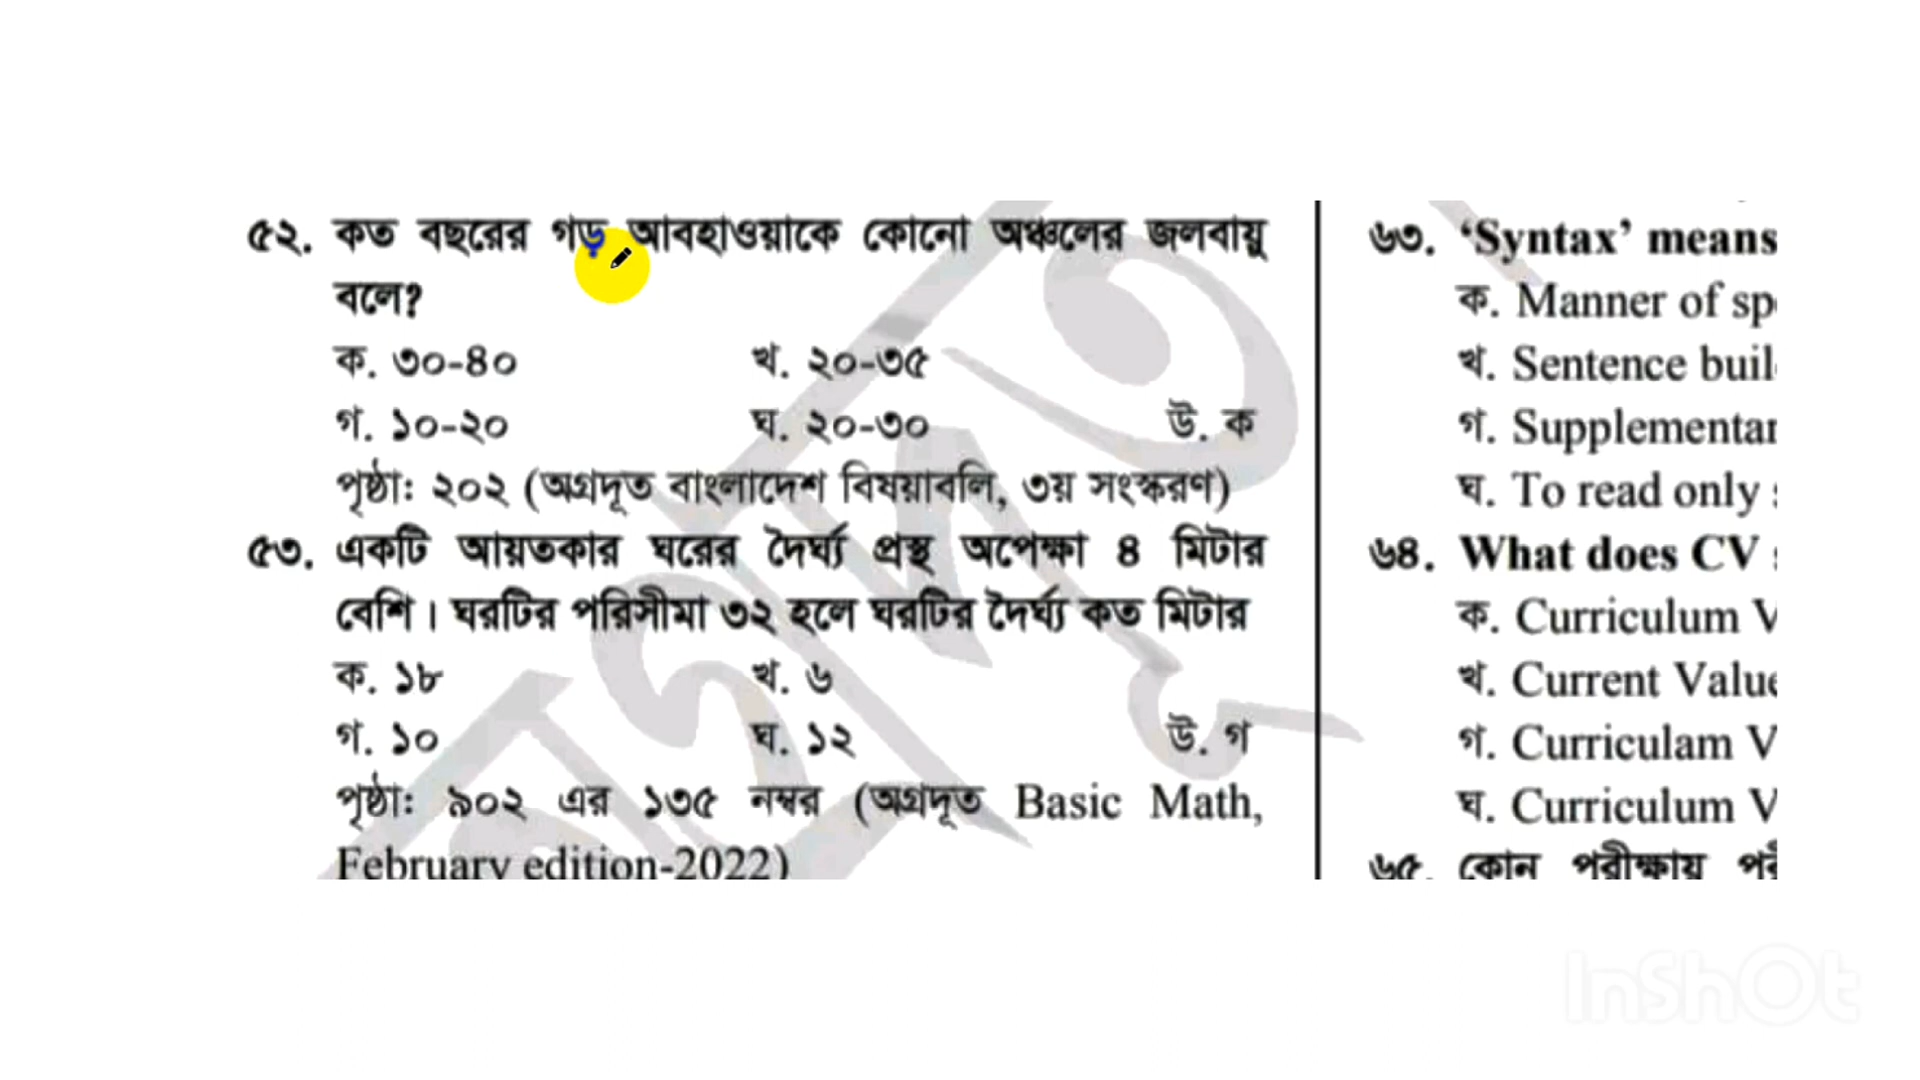 ৫২. কত বছরের গড় আবহাওয়াকে কোনো অঞ্চলের জলবায়ু
বলে?
ক. ৩০-৪০ খ. ২০-৩৫
গ. ১০-২০ ঘ. ২০-৩০ উ. ক
পৃষ্ঠা: ২০২ (অগ্রদূত বাংলাদেশ বিষয়াবলি, ৩য় সংস্করণ)
৫৩. একটি আয়তকার ঘরের দৈর্ঘ্য প্রস্থ অপেক্ষা ৪ মিটার
বেশি। ঘরটির পরিসীমা ৩২ হলে ঘরটির দৈর্ঘ্য কত মিটার
ক. ১৮ খ. ৬
গ. ১০ ঘ. ১২ উ. গ
পৃষ্ঠা: ৯০২ এর ১৩৫ নম্বর (অগ্রদূত Basic Math,
February edition-2022)
৬৩. ‘Syntax’ means
ক. Manner of sp
খ. Sentence buil
গ. Supplementar
ঘ. To read only
৬৪. What does CV
ক. Curriculum V
খ. Current Value
গ. Curriculam V
ঘ. Curriculum V
৬৫. কোন পরীক্ষায়
InShOt